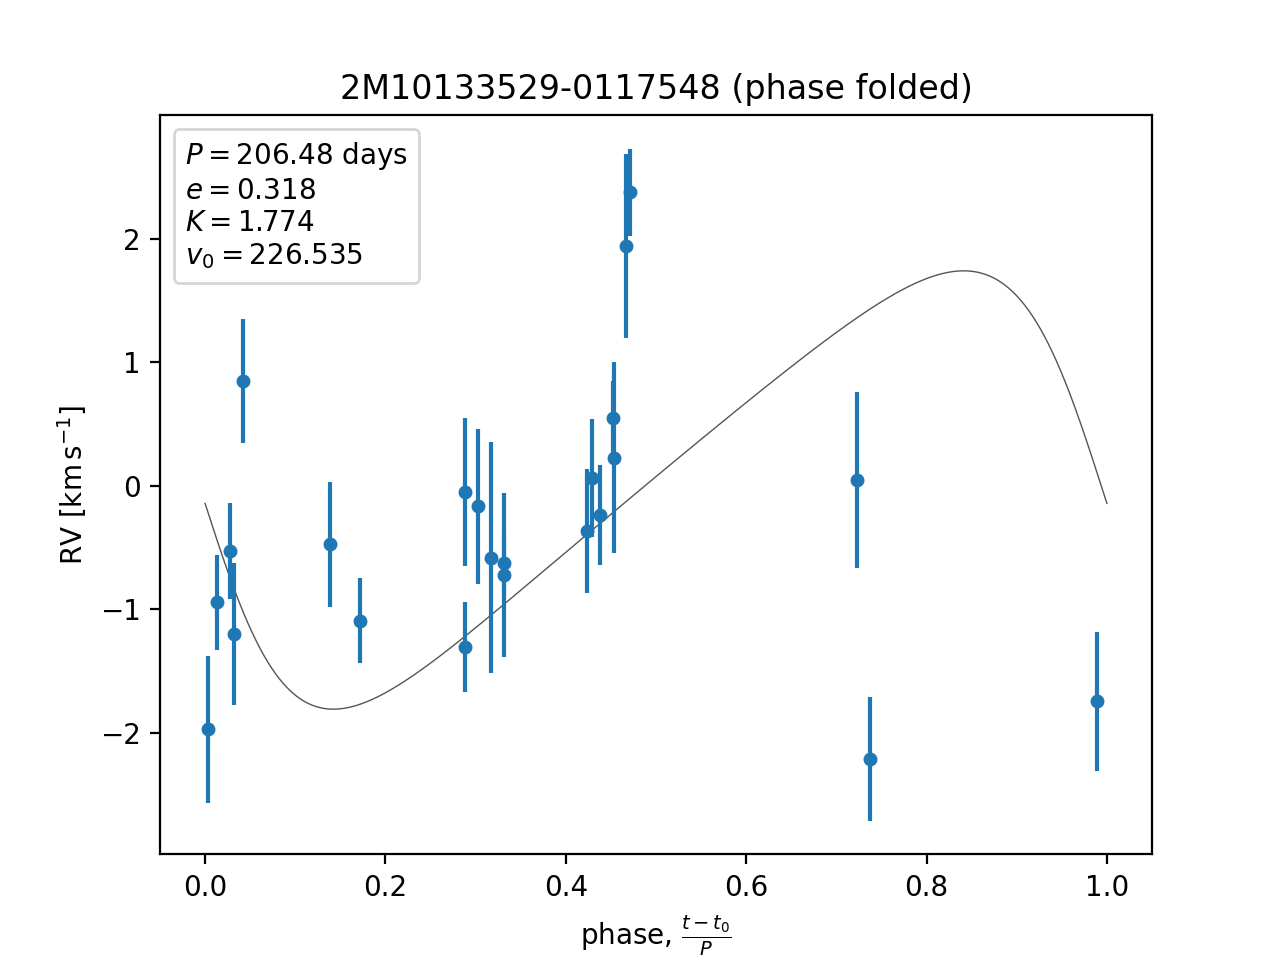 2M10133529-0117548 (phase folded)
P = 206.48 days
e = 0.318
K = 1.774
v₀ = 226.535
RV [km s⁻¹]
2
1
0
−1
−2
0.0 0.2 0.4 0.6 0.8 1.0
phase, (t − t₀)/P